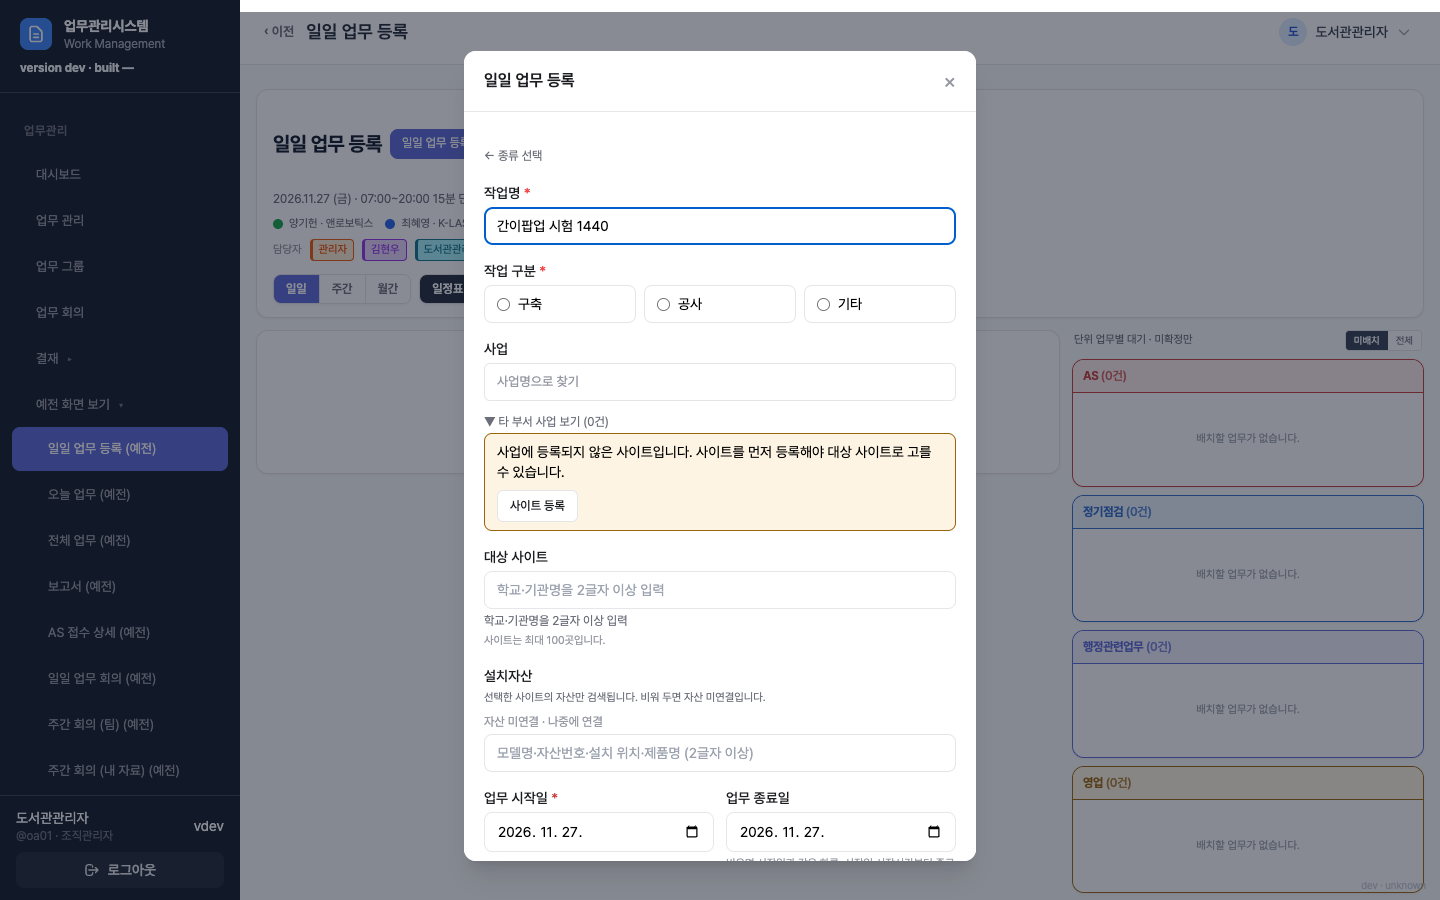 업무관리시스템
Work Management
version dev · built —
업무관리
대시보드
업무 관리
업무 그룹
업무 회의
결재
예전 화면 보기
일일 업무 등록 (예전)
오늘 업무 (예전)
전체 업무 (예전)
보고서 (예전)
AS 접수 상세 (예전)
일일 업무 회의 (예전)
주간 회의 (팀) (예전)
주간 회의 (내 자료) (예전)
도서관관리자
@oa01 · 조직관리자
vdev
로그아웃
‹ 이전
일일 업무 등록
도
도서관관리자
일일 업무 등록
일일 업무 등록
2026.11.27 (금) · 07:00~20:00 15분
양기헌 · 앤로보틱스
최혜영 · K-LAS
담당자
관리자
김현우
도서관관
일일
주간
월간
일정표
일일 업무 등록
×
← 종류 선택
작업명 *
간이팝업 시험 1440
작업 구분 *
구축
공사
기타
사업
사업명으로 찾기
▼ 타 부서 사업 보기 (0건)
사업에 등록되지 않은 사이트입니다. 사이트를 먼저 등록해야 대상 사이트로 고를
수 있습니다.
사이트 등록
대상 사이트
학교·기관명을 2글자 이상 입력
학교·기관명을 2글자 이상 입력
사이트는 최대 100곳입니다.
설치자산
선택한 사이트의 자산만 검색됩니다. 비워 두면 자산 미연결입니다.
자산 미연결 · 나중에 연결
모델명·자산번호·설치 위치·제품명 (2글자 이상)
업무 시작일 *
2026. 11. 27.
업무 종료일
2026. 11. 27.
단위 업무별 대기 · 미확정만
미배치
전체
AS (0건)
배치할 업무가 없습니다.
정기점검 (0건)
배치할 업무가 없습니다.
행정관련업무 (0건)
배치할 업무가 없습니다.
영업 (0건)
배치할 업무가 없습니다.
dev · unknown